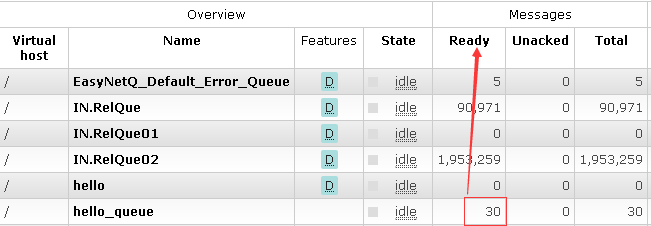 Overview Messages
Virtual host Name Features State Ready Unacked Total
/ EasyNetQ_Default_Error_Queue D idle 5 0 5
/ IN.RelQue D idle 90,971 0 90,971
/ IN.RelQue01 D idle 0 0 0
/ IN.RelQue02 D idle 1,953,259 0 1,953,259
/ hello D idle 0 0 0
/ hello_queue idle 30 0 30